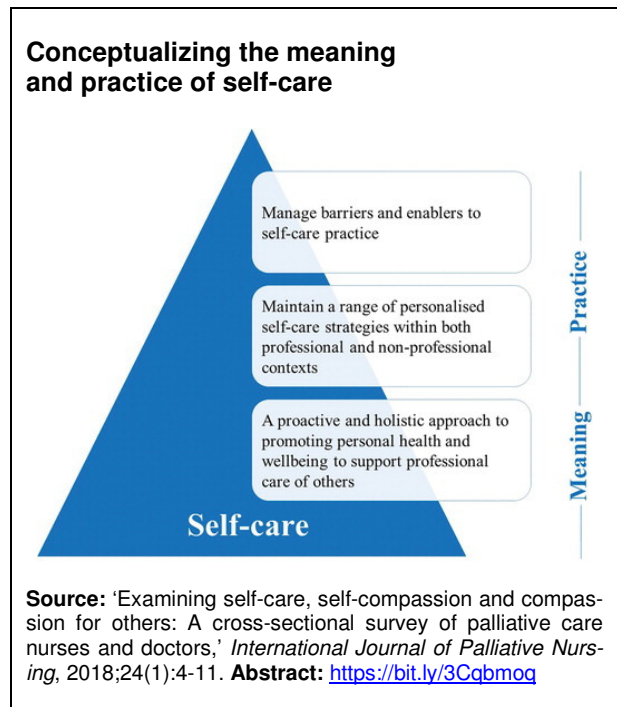 Conceptualizing the meaning
and practice of self-care
Manage barriers and enablers to
self-care practice
Maintain a range of personalised
self-care strategies within both
professional and non-professional
contexts
A proactive and holistic approach to
promoting personal health and
wellbeing to support professional
care of others
Self-care
Practice
Meaning
Source: ‘Examining self-care, self-compassion and compas-
sion for others: A cross-sectional survey of palliative care
nurses and doctors,’ International Journal of Palliative Nurs-
ing, 2018;24(1):4-11. Abstract: https://bit.ly/3Cqbmoq